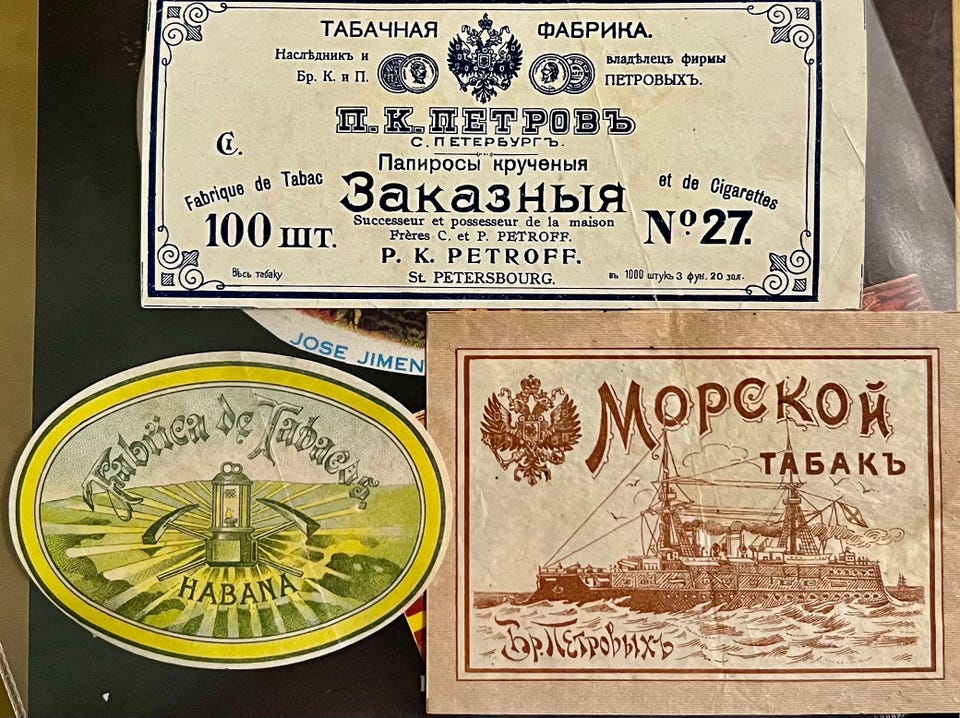 ТАБАЧНАЯ ФАБРИКА.
Наслѣдникъ и владѣлецъ фирмы
Бр. К. и П. ПЕТРОВЫХЪ.
П.К.ПЕТРОВЪ
С. ПЕТЕРБУРГЪ.
Папиросы крученыя
Fabrique de Tabac et de Cigarettes
Заказныя
100 шт. № 27.
Successeur et possesseur de la maison
Frères C. et P. PETROFF.
P. K. PETROFF.
St. PETERSBOURG.
Вѣсъ табаку въ 1000 штукъ 3 фун. 20 зол.
JOSE JIMEN
Fabrica de Tabacos.
HABANA
МОРСКОЙ
ТАБАКЪ
Бр. Петровыхъ